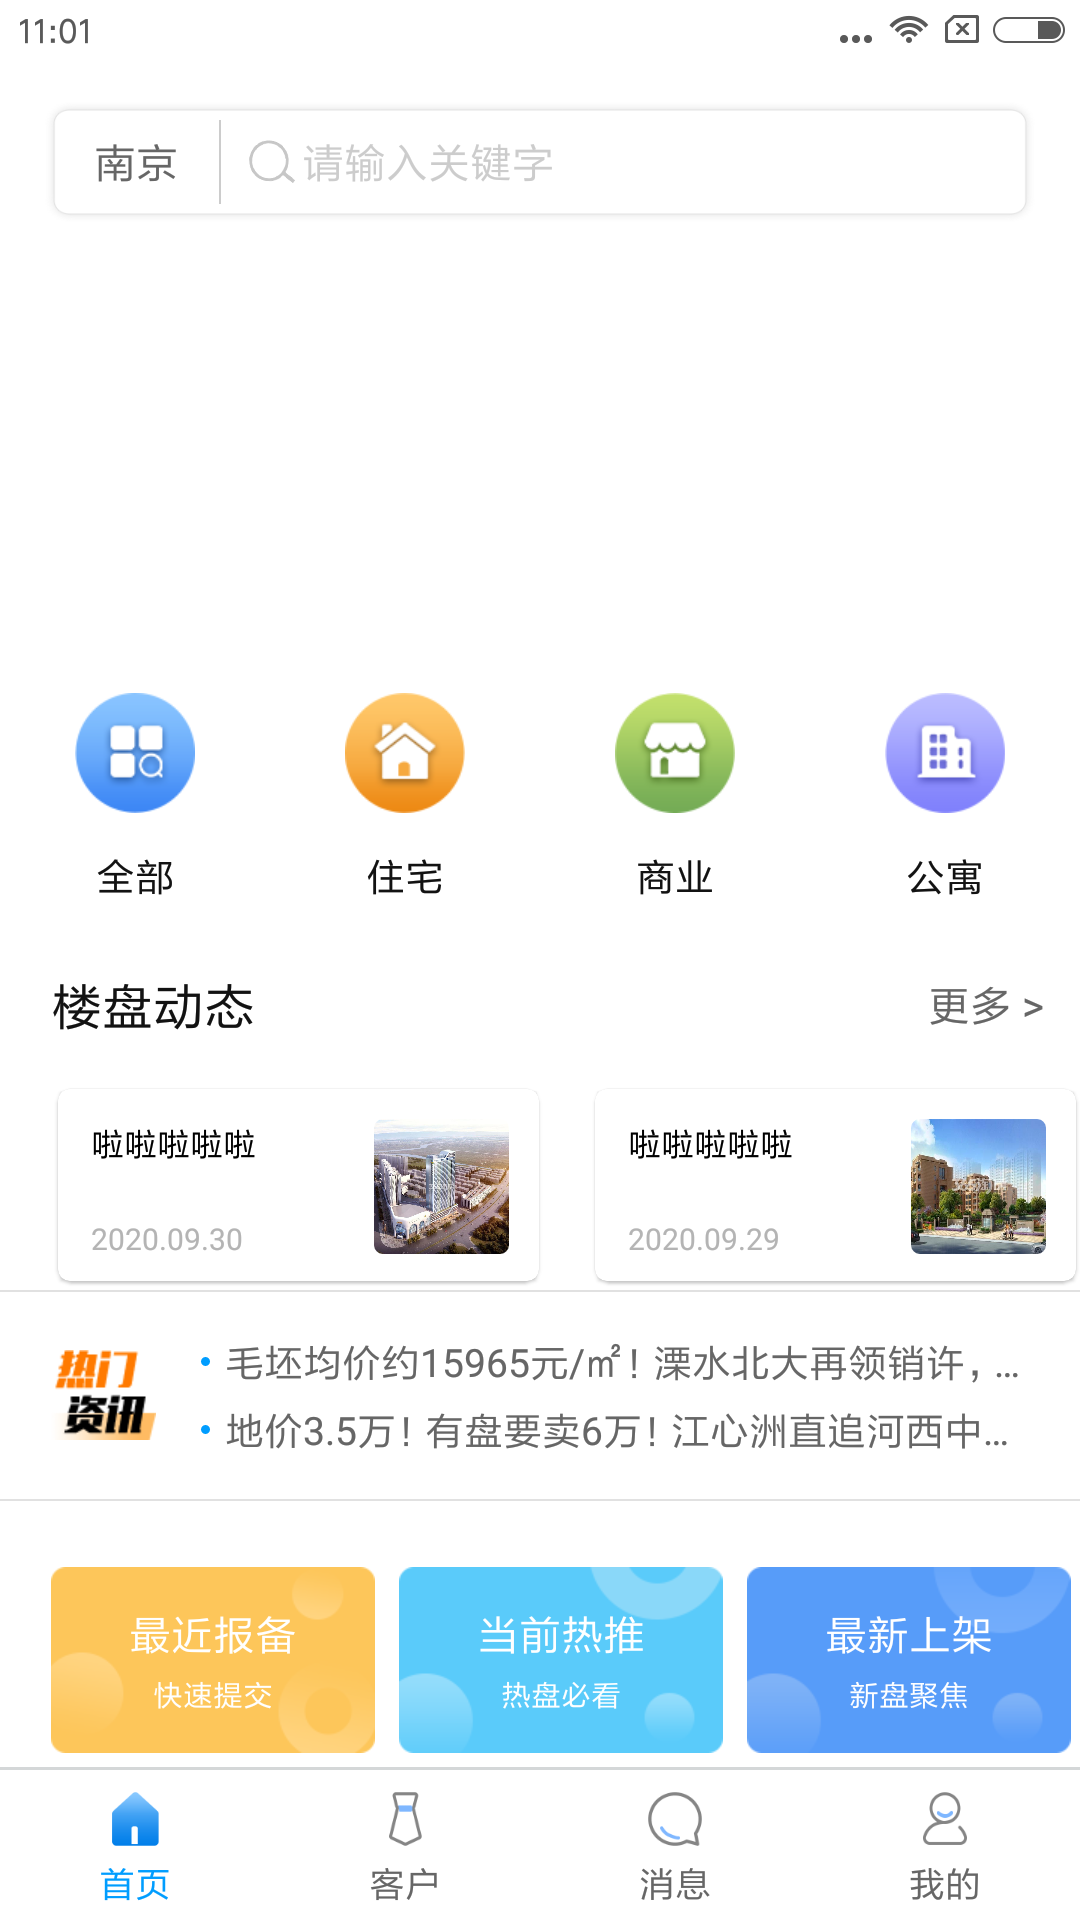 11:01
南京
请输入关键字
全部
住宅
商业
公寓
楼盘动态
更多 >
啦啦啦啦啦
2020.09.30
啦啦啦啦啦
2020.09.29
热门
资讯
• 毛坯均价约15965元/㎡！溧水北大再领销许，...
• 地价3.5万！有盘要卖6万！江心洲直追河西中...
最近报备
快速提交
当前热推
热盘必看
最新上架
新盘聚焦
首页
客户
消息
我的